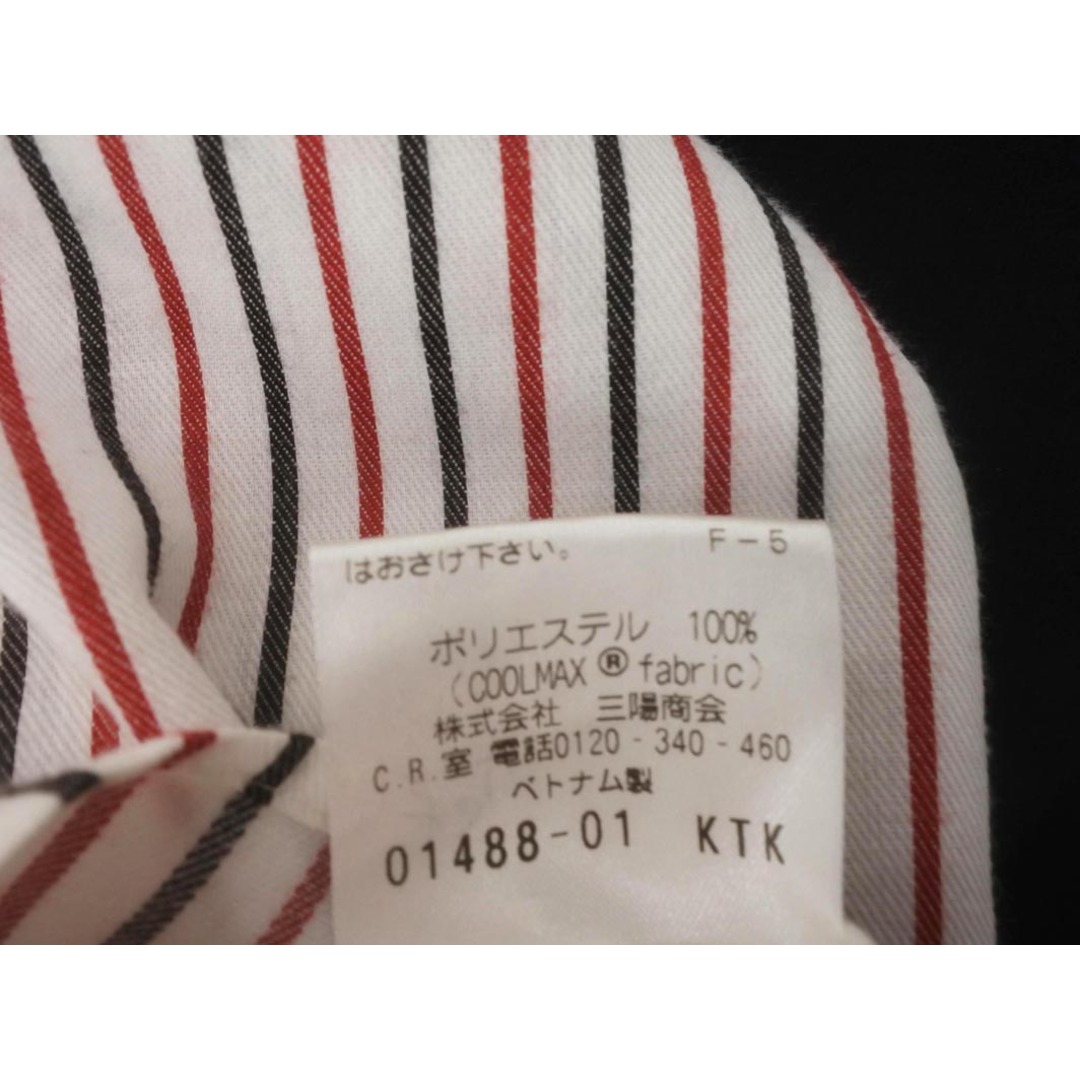 はおさけ下さい。 F-5
ポリエステル 100%
(COOLMAX®fabric)
株式会社 三陽商会
C.R.室 電話0120-340-460
ベトナム製
01488-01 KTK